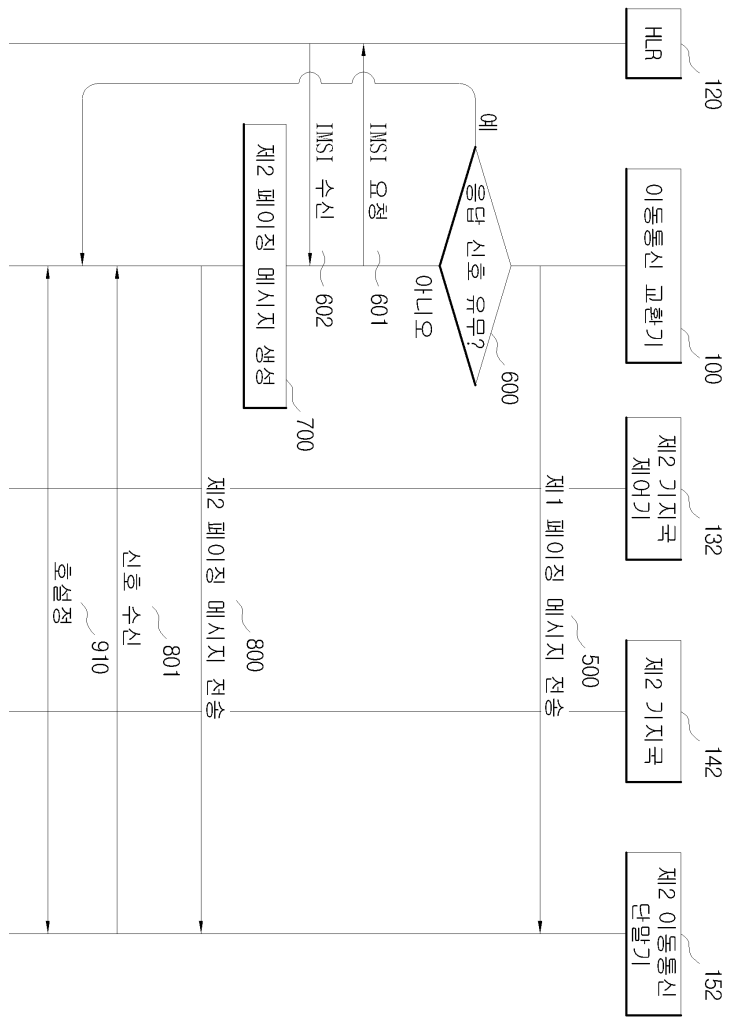 HLR
120
이동통신 교환기
100
제2 기지국
제어기
132
제2 기지국
142
제2 이동통신
단말기
152
제1 페이징 메시지 전송
500
응답 신호 유무?
600
예
아니오
IMSI 요청
601
IMSI 수신
602
제2 페이징 메시지 생성
700
제2 페이징 메시지 전송
800
신호 수신
801
호설정
910